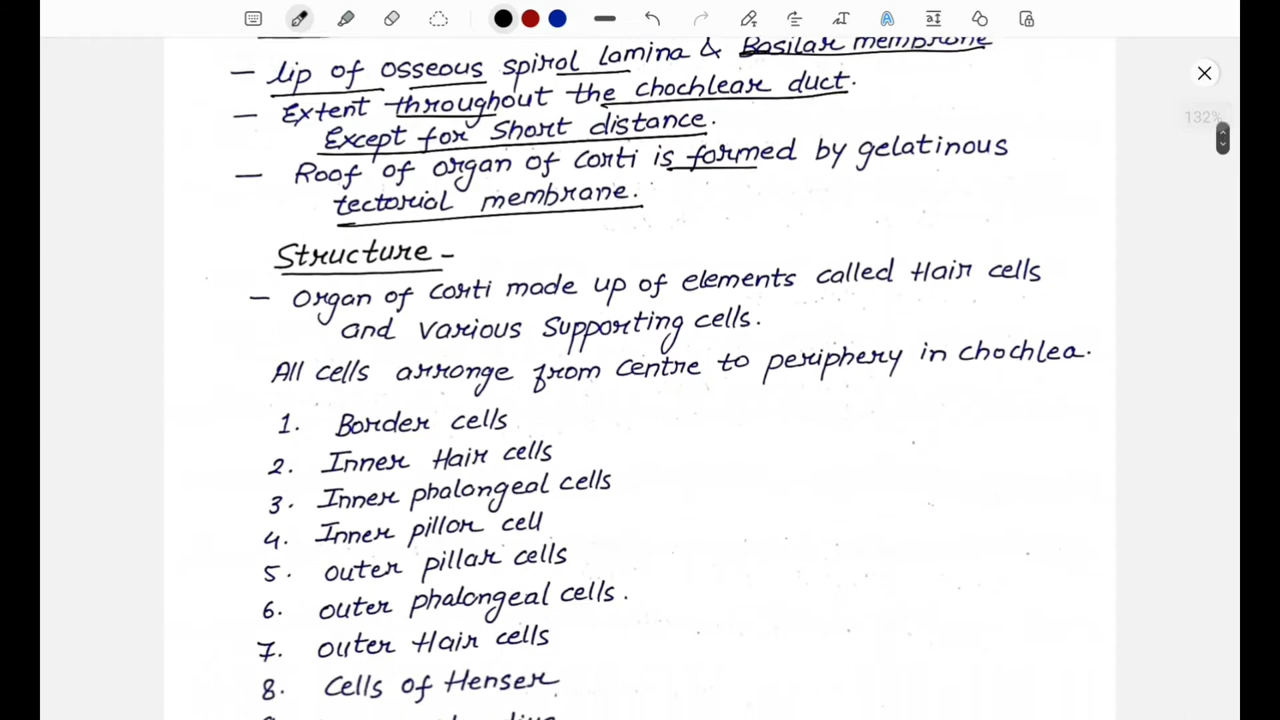 — lip of osseous spiral lamina & Basilar membrane
— Extent throughout the chochlear duct.
Except for Short distance.
— Roof of organ of Corti is formed by gelatinous
tectorial membrane.
Structure -
— Organ of Corti made up of elements called Hair cells
and various Supporting cells.
All cells arrange from centre to periphery in chochlea.
1. Border cells
2. Inner Hair cells
3. Inner phalangeal cells
4. Inner pillar cell
5. outer pillar cells
6. outer phalangeal cells.
7. outer Hair cells
8. Cells of Henser
132%